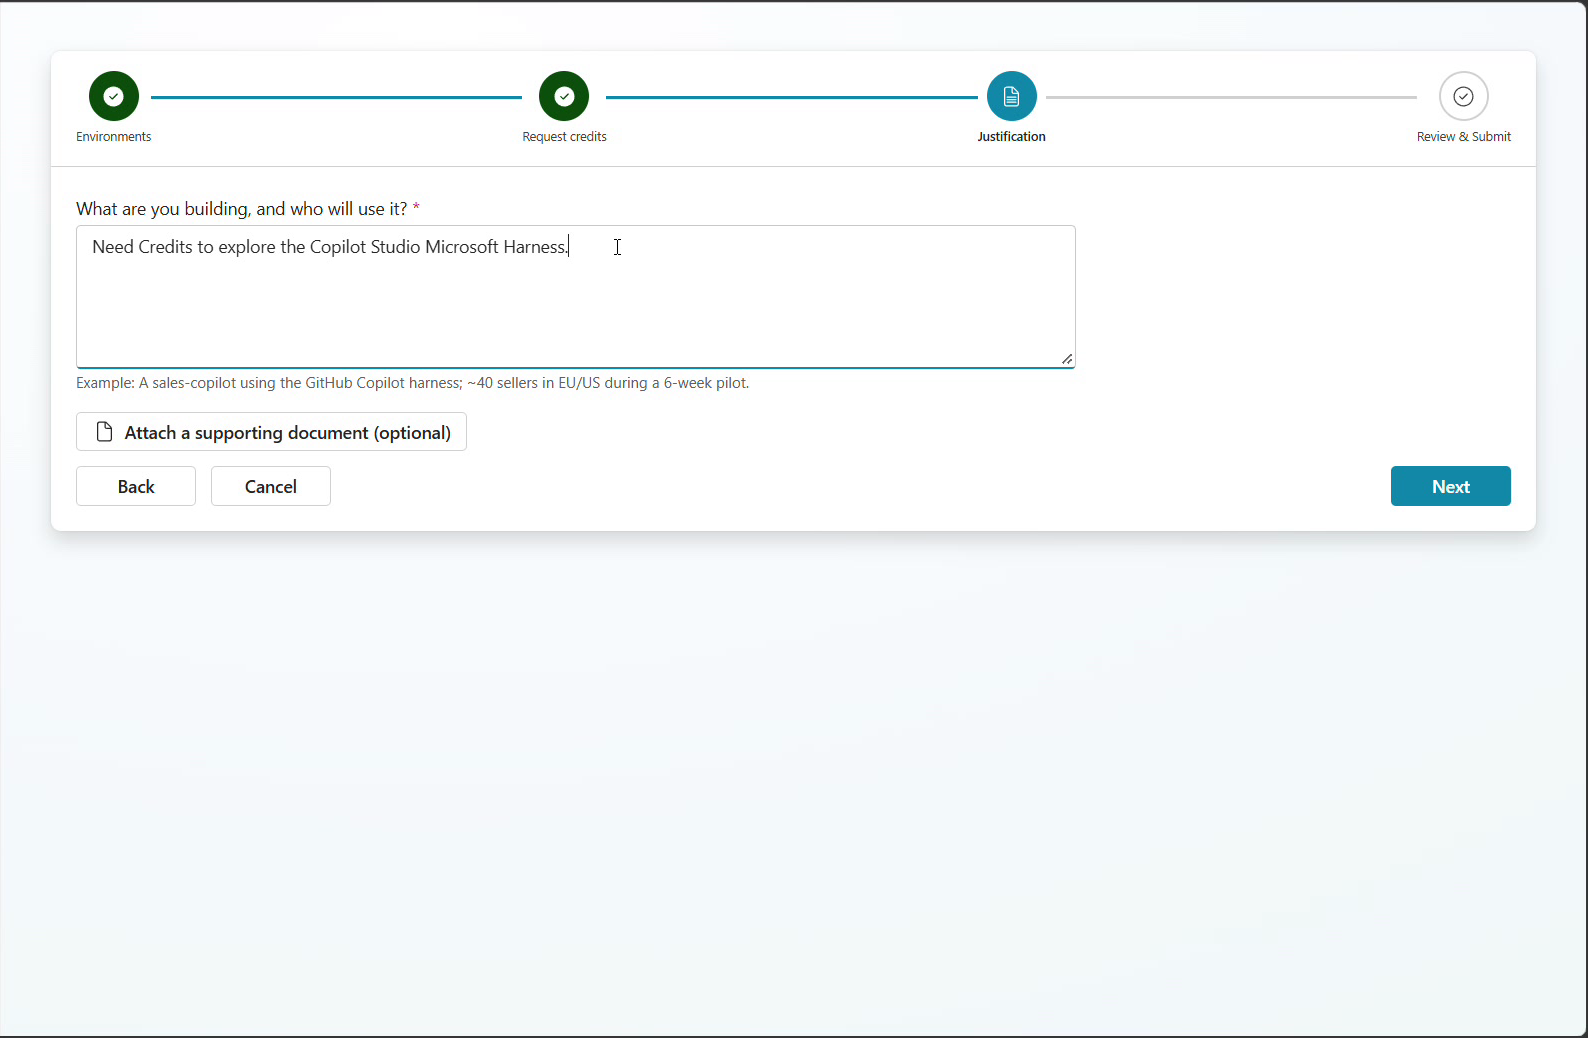 Environments
Request credits
Justification
Review & Submit
What are you building, and who will use it? *
Need Credits to explore the Copilot Studio Microsoft Harness.
Example: A sales-copilot using the GitHub Copilot harness; ~40 sellers in EU/US during a 6-week pilot.
Attach a supporting document (optional)
Back
Cancel
Next